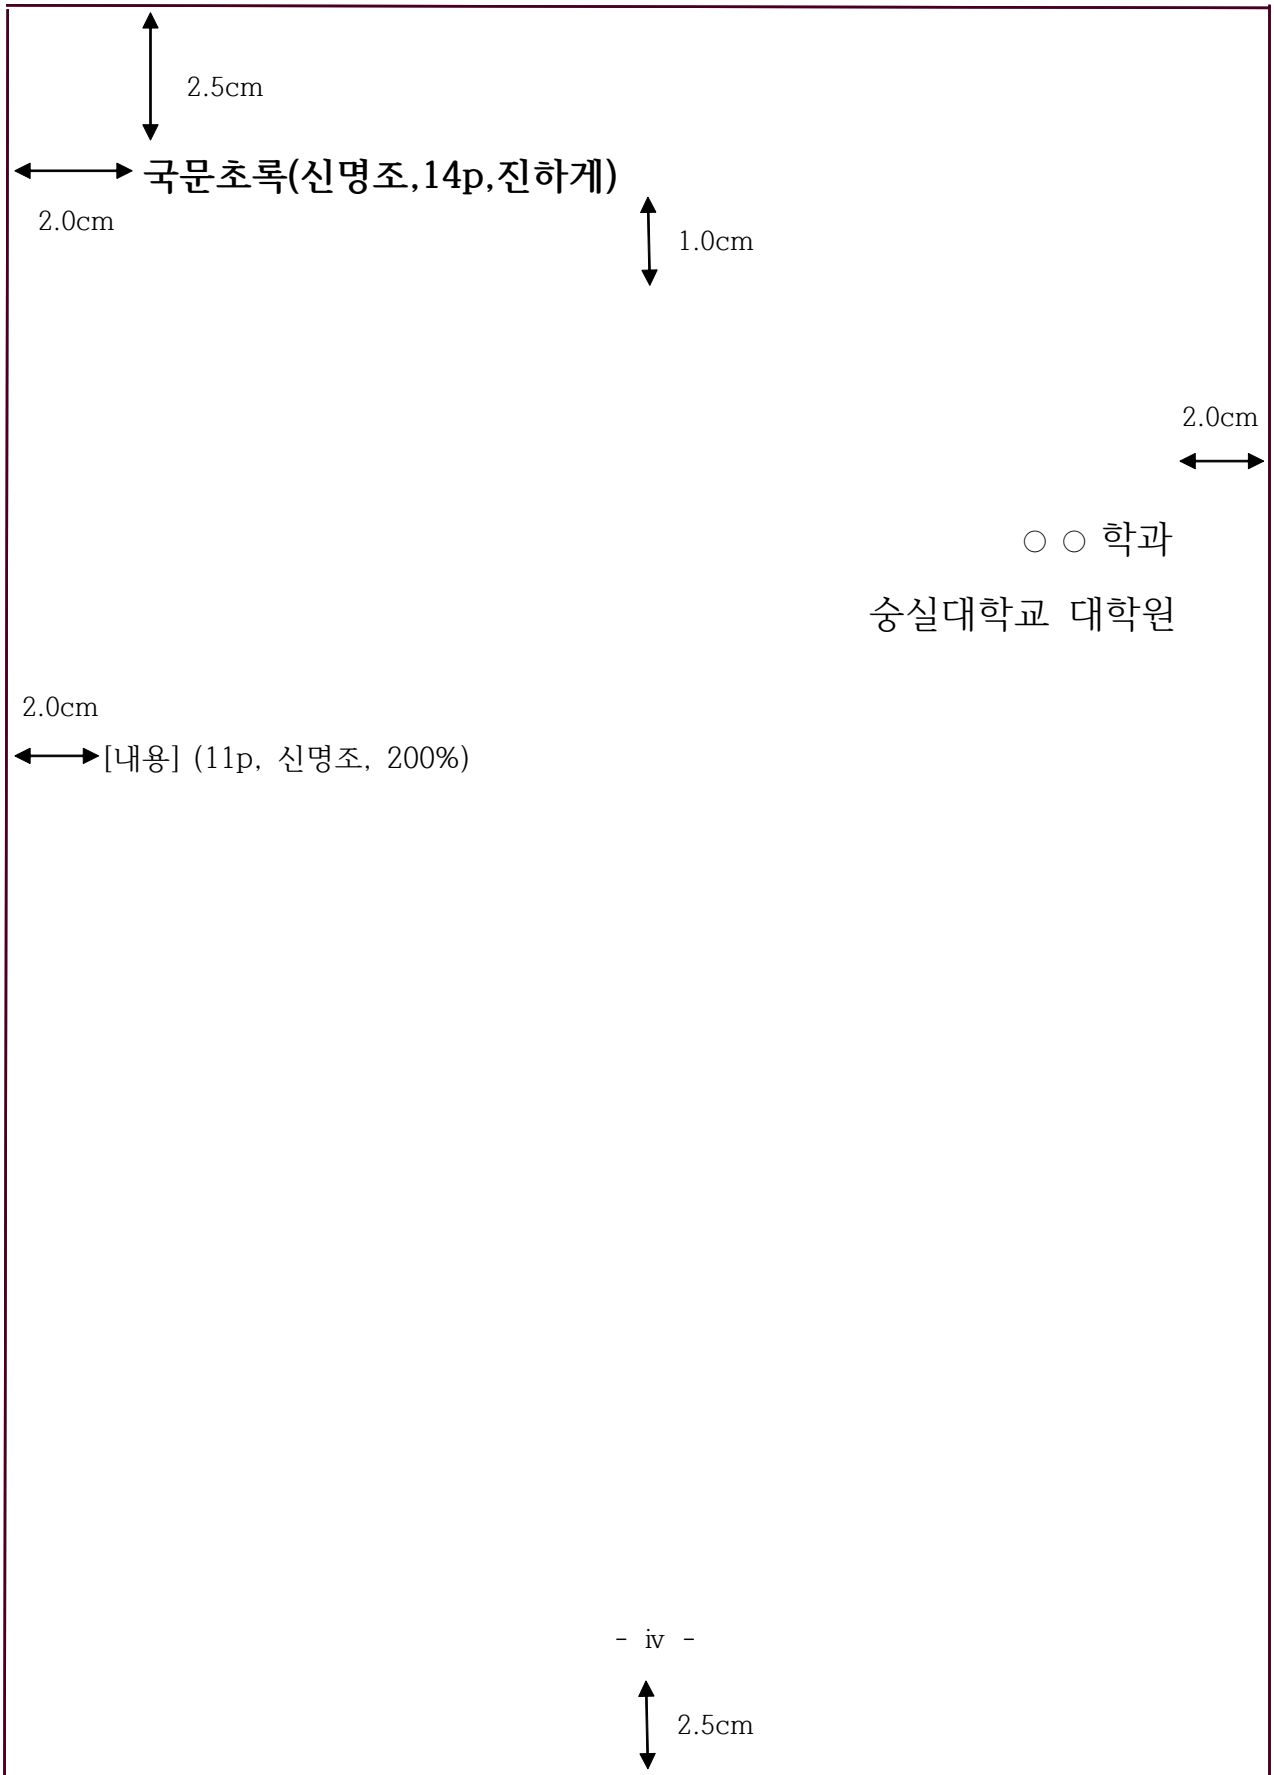 2.5cm
국문초록(신명조,14p,진하게)
2.0cm
1.0cm
2.0cm
○ ○ 학과
숭실대학교 대학원
2.0cm
[내용] (11p, 신명조, 200%)
- ⅳ -
2.5cm